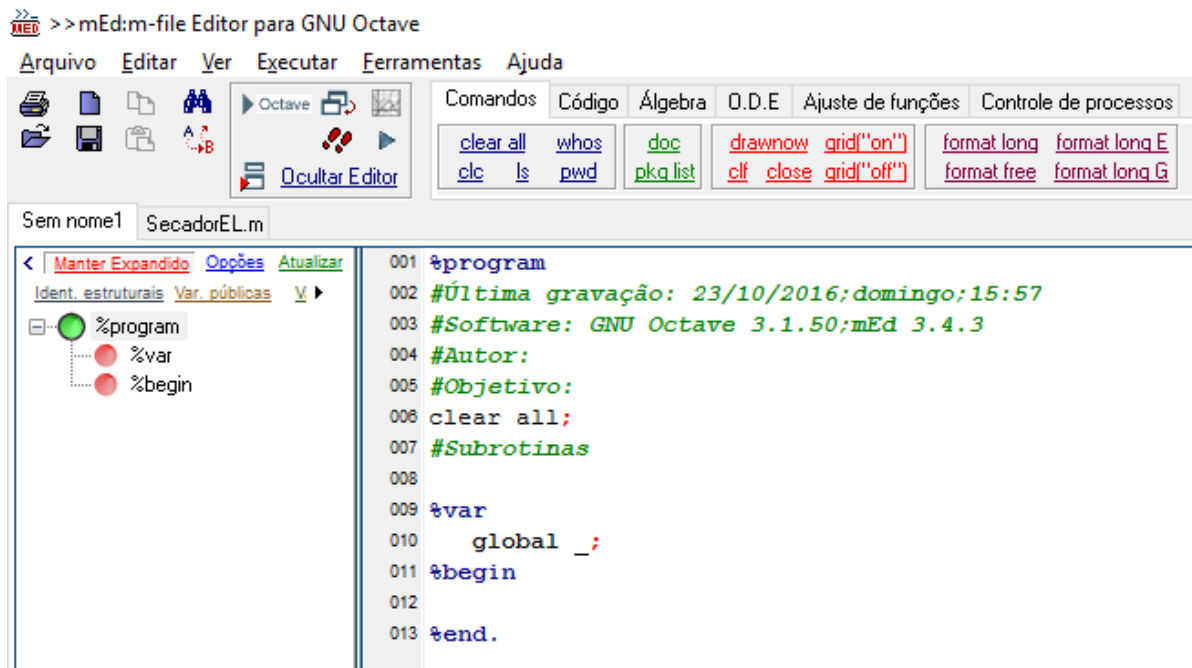 >>mEd:m-file Editor para GNU Octave
Arquivo Editar Ver Executar Ferramentas Ajuda
Octave
Ocultar Editor
Comandos Código Álgebra O.D.E Ajuste de funções Controle de processos
clear all whos doc drawnow grid("on") format long format long E
clc ls pwd pkg list clf close grid("off") format free format long G
Sem nome1 SecadorEL.m
Manter Expandido Opções Atualizar
Ident. estruturais Var. públicas V
%program
%var
%begin
001 %program
002 #Última gravação: 23/10/2016;domingo;15:57
003 #Software: GNU Octave 3.1.50;mEd 3.4.3
004 #Autor:
005 #Objetivo:
006 clear all;
007 #Subrotinas
008
009 %var
010 global _;
011 %begin
012
013 %end.